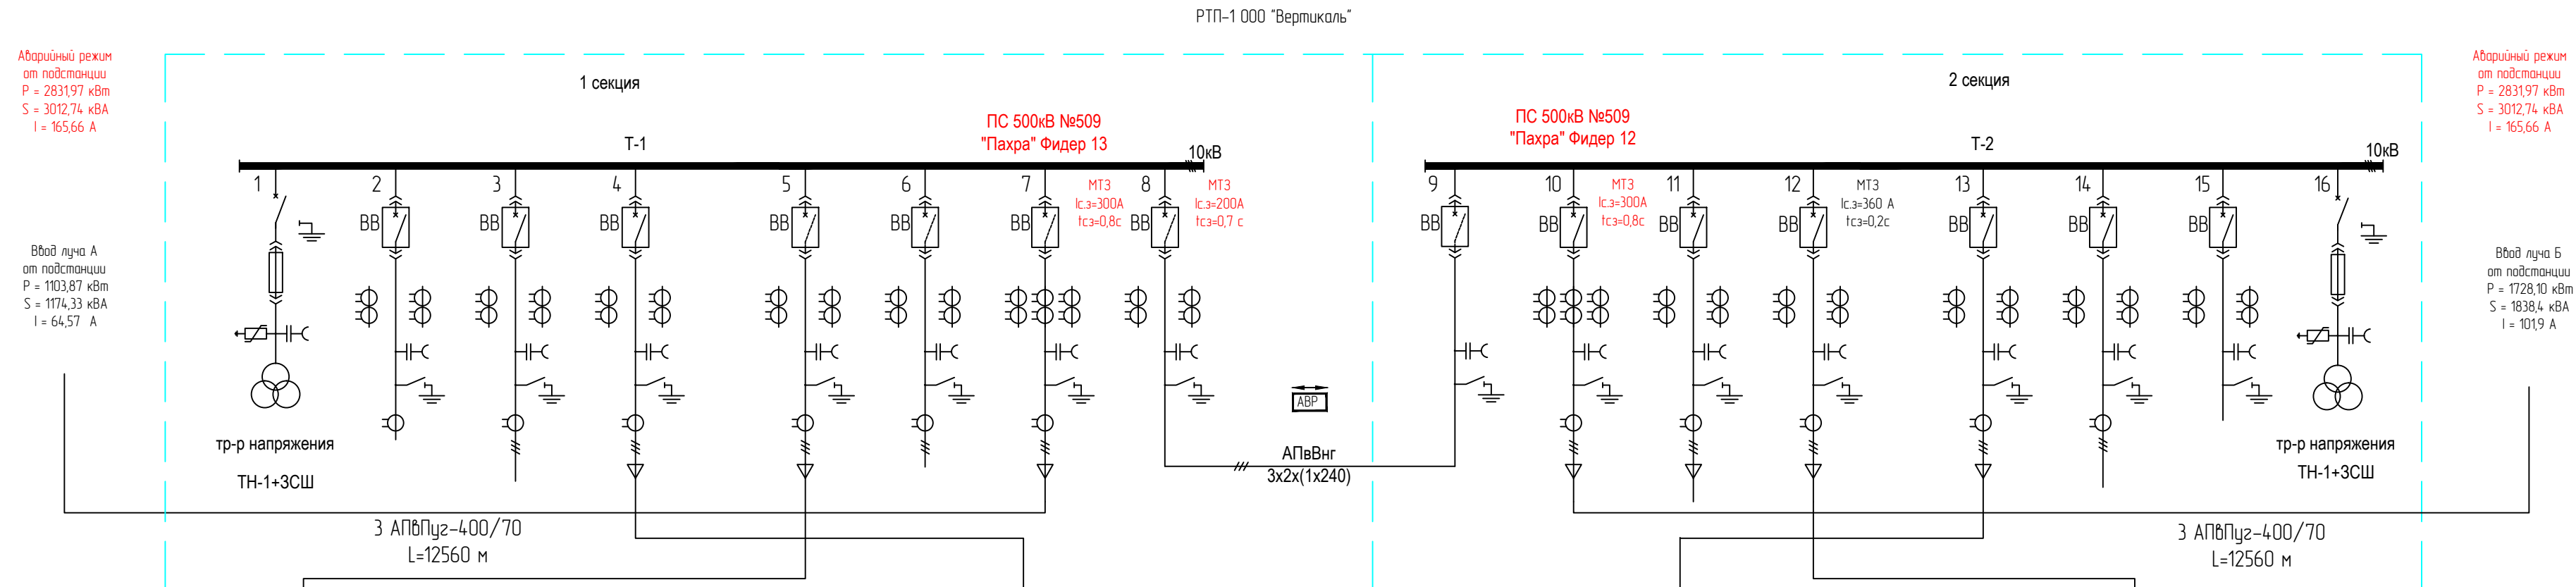 РТП-1 ООО "Вертикаль"
Аварийный режим
от подстанции
P = 2831,97 кВт
S = 3012,74 кВА
I = 165,66 А
Ввод луча А
от подстанции
P = 1103,87 кВт
S = 1174,33 кВА
I = 64,57 А
1 секция
Т-1
ПС 500кВ №509
"Пахра" Фидер 13
10кВ
1
2
3
4
5
6
7
8
МТЗ
Iс.з=300А
tсз=0,8с
МТЗ
Iс.з=200А
tсз=0,7 с
ВВ
ВВ
ВВ
ВВ
ВВ
ВВ
ВВ
тр-р напряжения
ТН-1+ЗСШ
3 АПвПуг-400/70
L=12560 м
АВР
АПвВнг
3х2х(1х240)
2 секция
ПС 500кВ №509
"Пахра" Фидер 12
Т-2
10кВ
9
10
11
12
13
14
15
16
МТЗ
Iс.з=300А
tсз=0,8с
МТЗ
Iс.з=360 А
tсз=0,2с
ВВ
ВВ
ВВ
ВВ
ВВ
ВВ
ВВ
тр-р напряжения
ТН-1+ЗСШ
3 АПвПуг-400/70
L=12560 м
Аварийный режим
от подстанции
P = 2831,97 кВт
S = 3012,74 кВА
I = 165,66 А
Ввод луча Б
от подстанции
P = 1728,10 кВт
S = 1838,4 кВА
I = 101,9 А